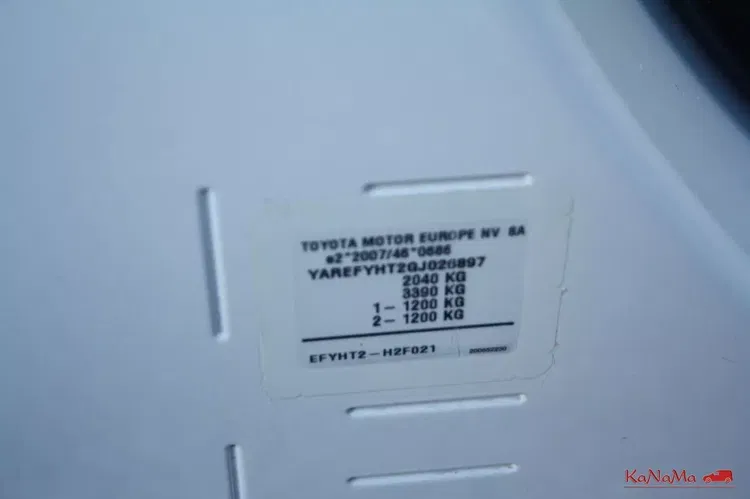 TOYOTA MOTOR EUROPE NV SA
e2*2007/46*0686
YAREFYHT2GJ026897
2040 KG
3390 KG
1- 1200 KG
2- 1200 KG
EFYHT2-H2F021
KaNaMa